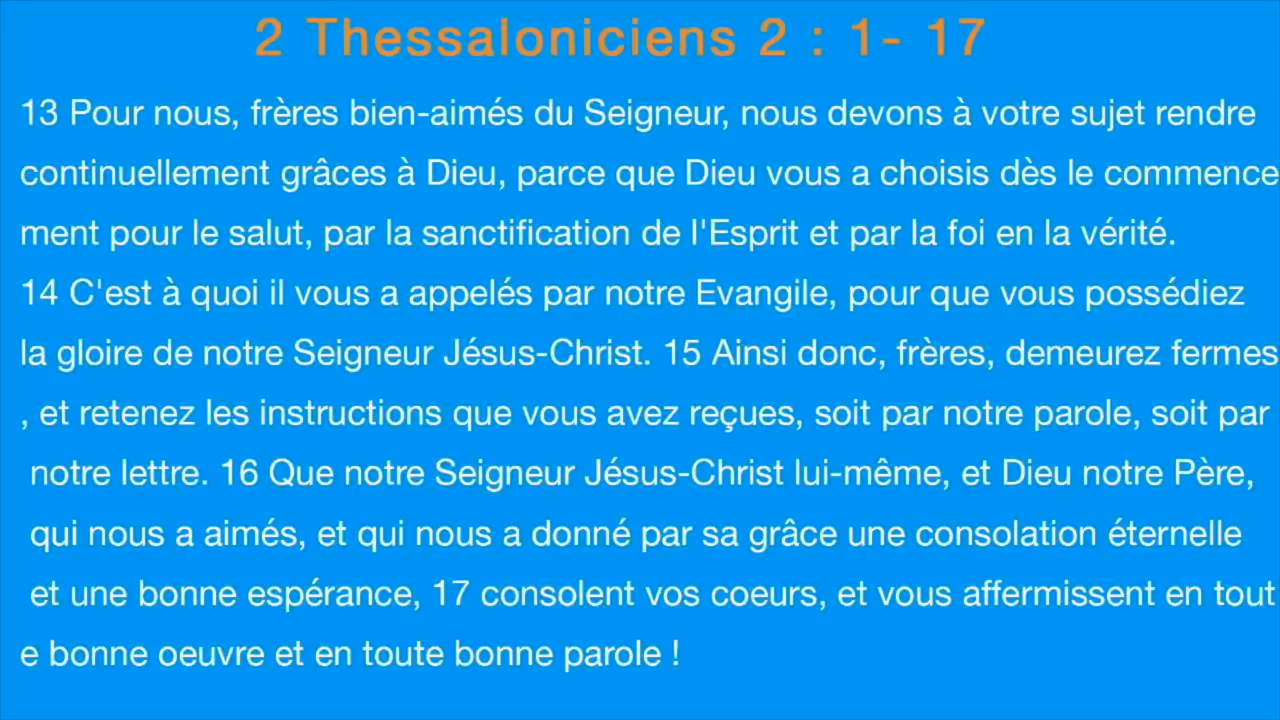 2 Thessaloniciens 2 : 1- 17
13 Pour nous, frères bien-aimés du Seigneur, nous devons à votre sujet rendre
continuellement grâces à Dieu, parce que Dieu vous a choisis dès le commence
ment pour le salut, par la sanctification de l'Esprit et par la foi en la vérité.
14 C'est à quoi il vous a appelés par notre Evangile, pour que vous possédiez
la gloire de notre Seigneur Jésus-Christ. 15 Ainsi donc, frères, demeurez fermes
, et retenez les instructions que vous avez reçues, soit par notre parole, soit par
notre lettre. 16 Que notre Seigneur Jésus-Christ lui-même, et Dieu notre Père,
qui nous a aimés, et qui nous a donné par sa grâce une consolation éternelle
et une bonne espérance, 17 consolent vos coeurs, et vous affermissent en tout
e bonne oeuvre et en toute bonne parole !